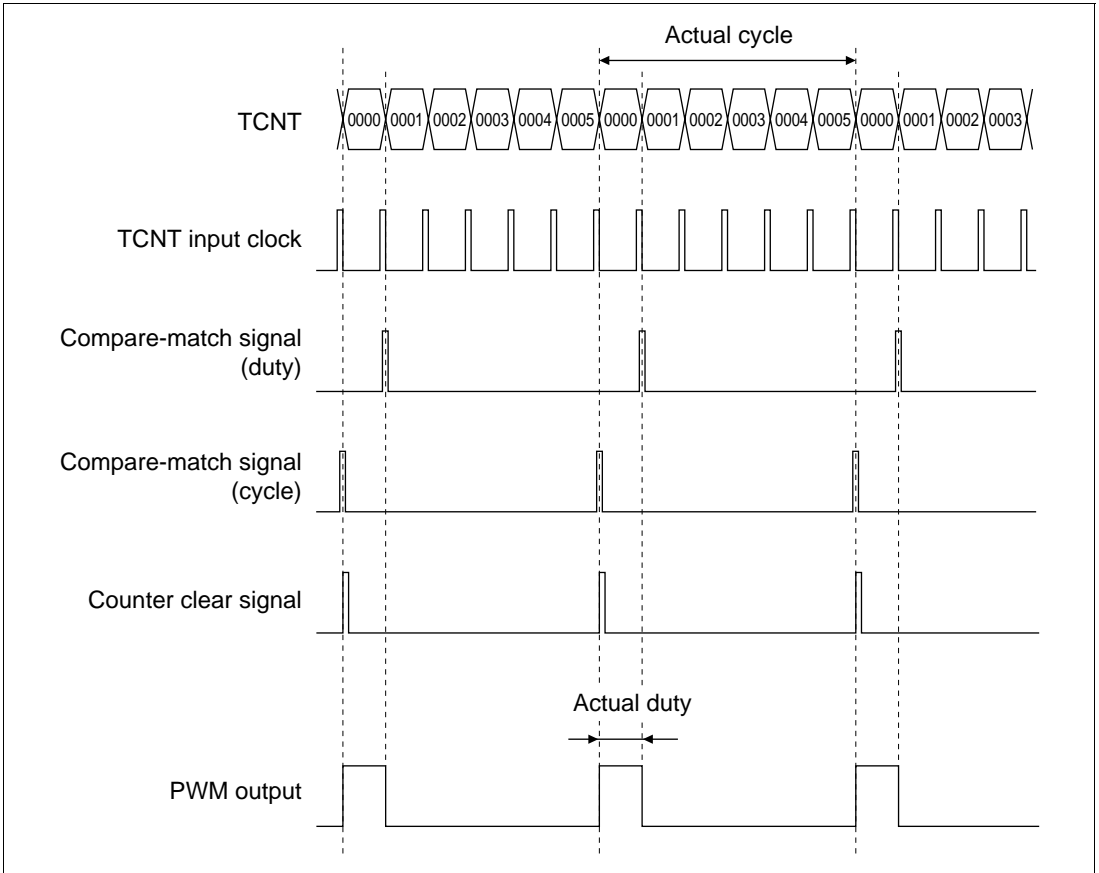 Actual cycle
TCNT
0000 0001 0002 0003 0004 0005 0000 0001 0002 0003 0004 0005 0000 0001 0002 0003
TCNT input clock
Compare-match signal
(duty)
Compare-match signal
(cycle)
Counter clear signal
Actual duty
PWM output